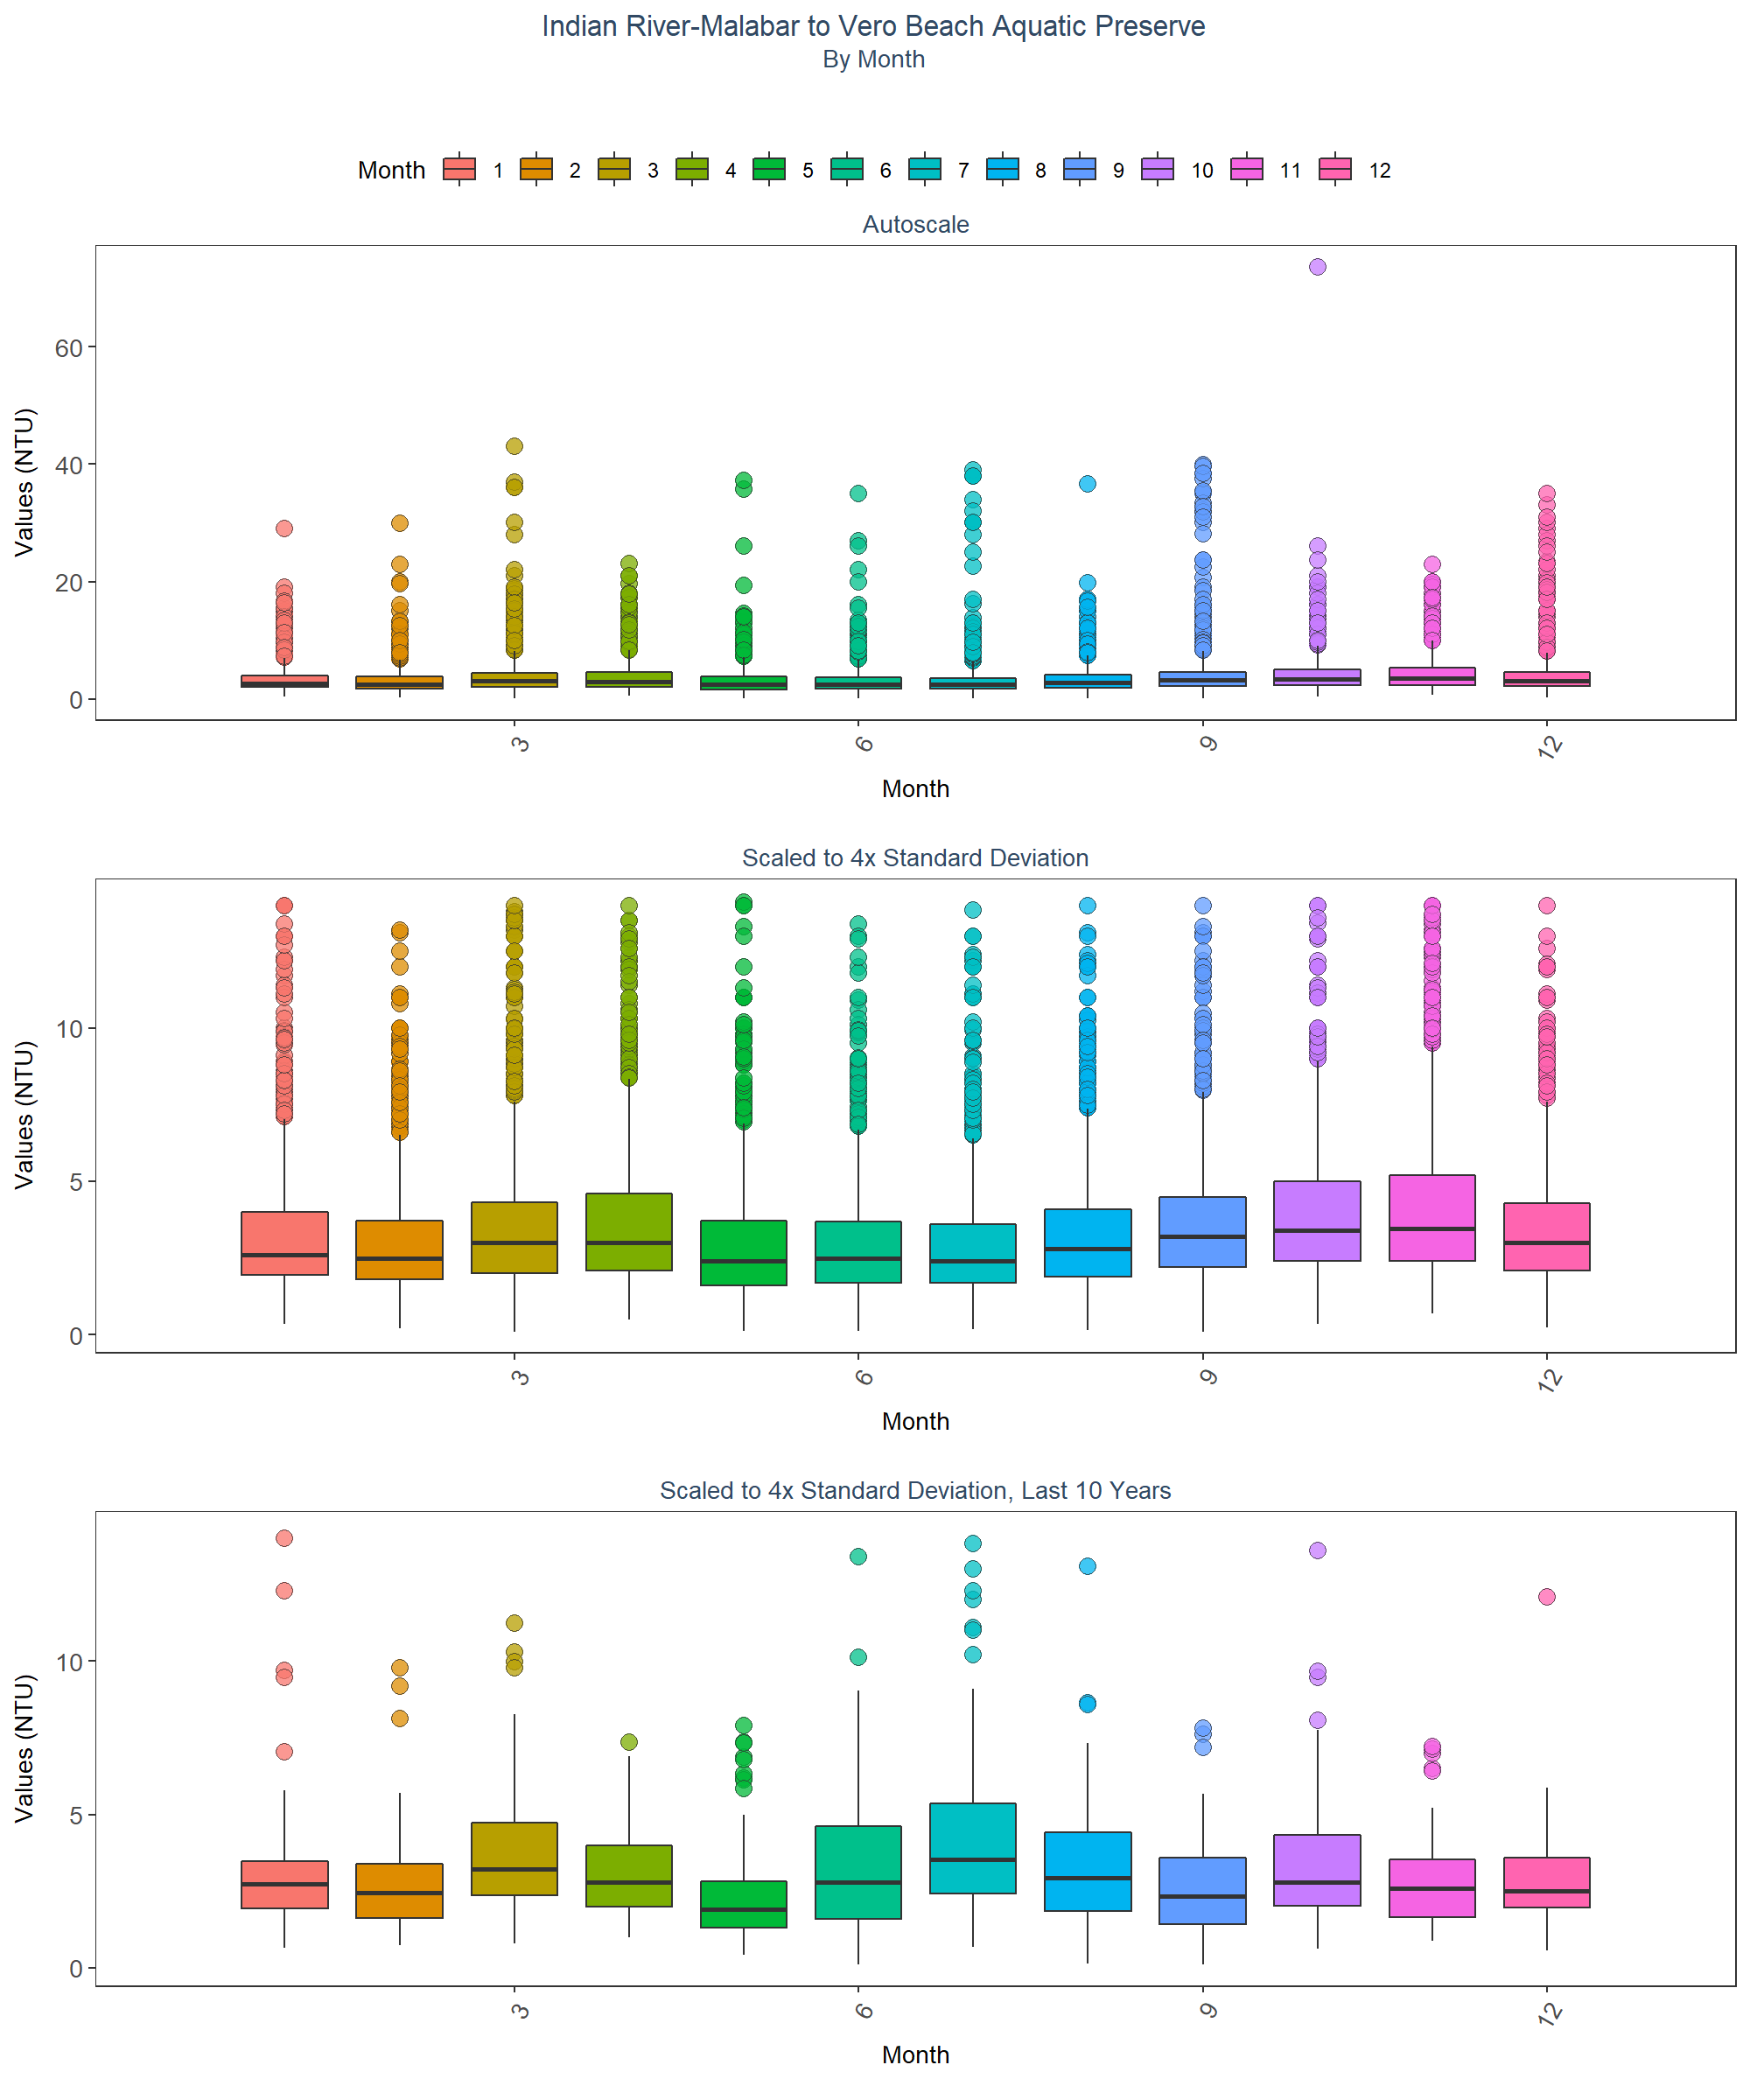 Indian River-Malabar to Vero Beach Aquatic Preserve
By Month
Month 1 2 3 4 5 6 7 8 9 10 11 12
Autoscale
Values (NTU)
60
40
20
0
3 6 9 12
Month
Scaled to 4x Standard Deviation
Values (NTU)
10
5
0
3 6 9 12
Month
Scaled to 4x Standard Deviation, Last 10 Years
Values (NTU)
10
5
0
3 6 9 12
Month